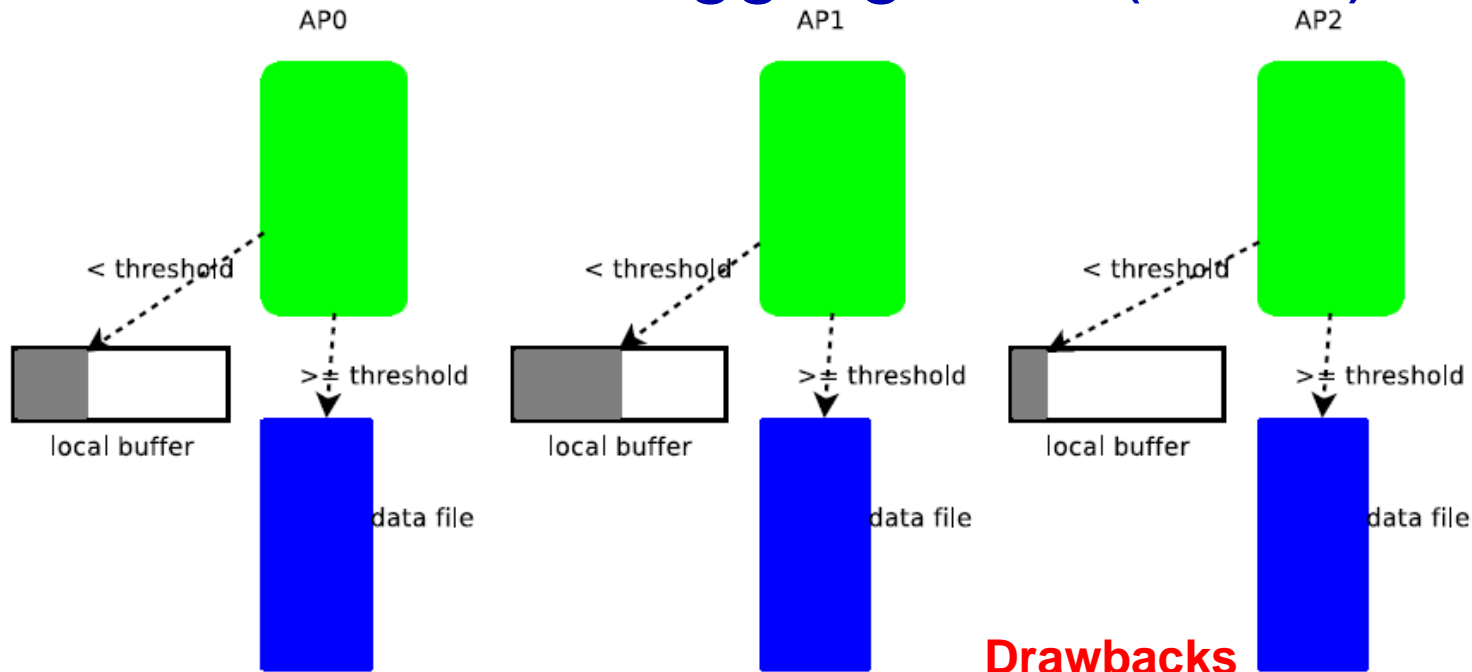 AP0 AP1 AP2
< threshold < threshold < threshold
>= threshold >= threshold >= threshold
local buffer local buffer local buffer
data file data file data file
Drawbacks